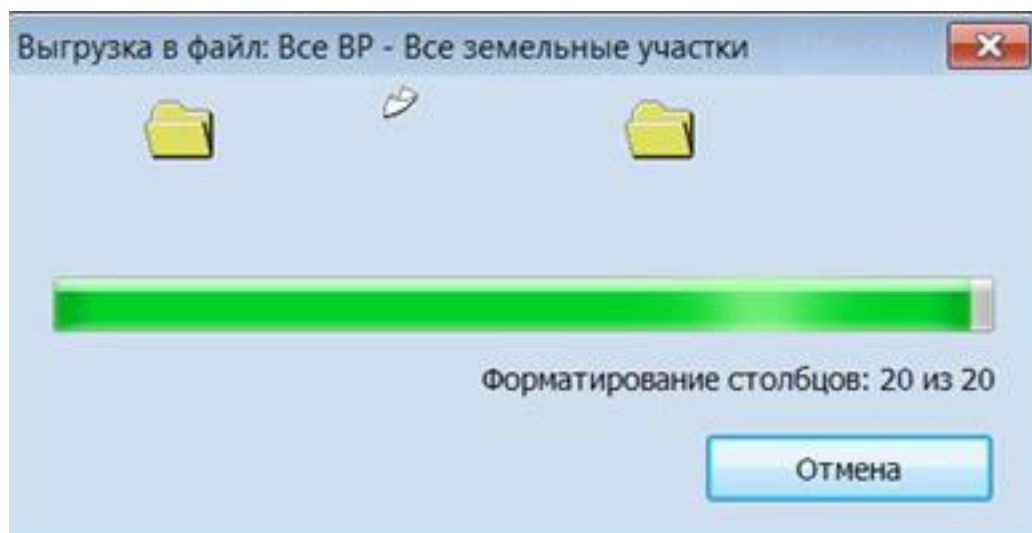 Выгрузка в файл: Все ВР - Все земельные участки
Форматирование столбцов: 20 из 20
Отмена